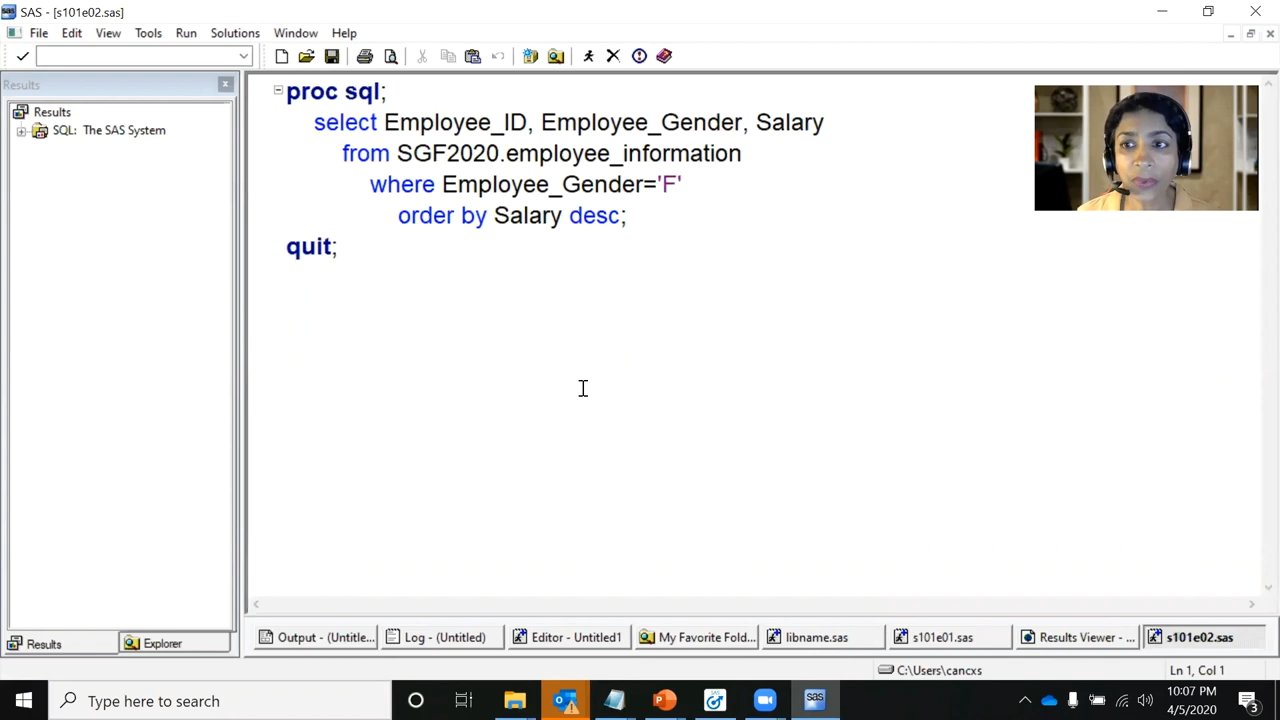 SAS - [s101e02.sas]
File Edit View Tools Run Solutions Window Help
Results
Results
SQL: The SAS System
proc sql;
select Employee_ID, Employee_Gender, Salary
from SGF2020.employee_information
where Employee_Gender='F'
order by Salary desc;
quit;
Results Explorer
Output - (Untitle... Log - (Untitled) Editor - Untitled1 My Favorite Fold... libname.sas s101e01.sas Results Viewer - ... s101e02.sas
C:\Users\cancxs Ln 1, Col 1
Type here to search
10:07 PM
4/5/2020
3